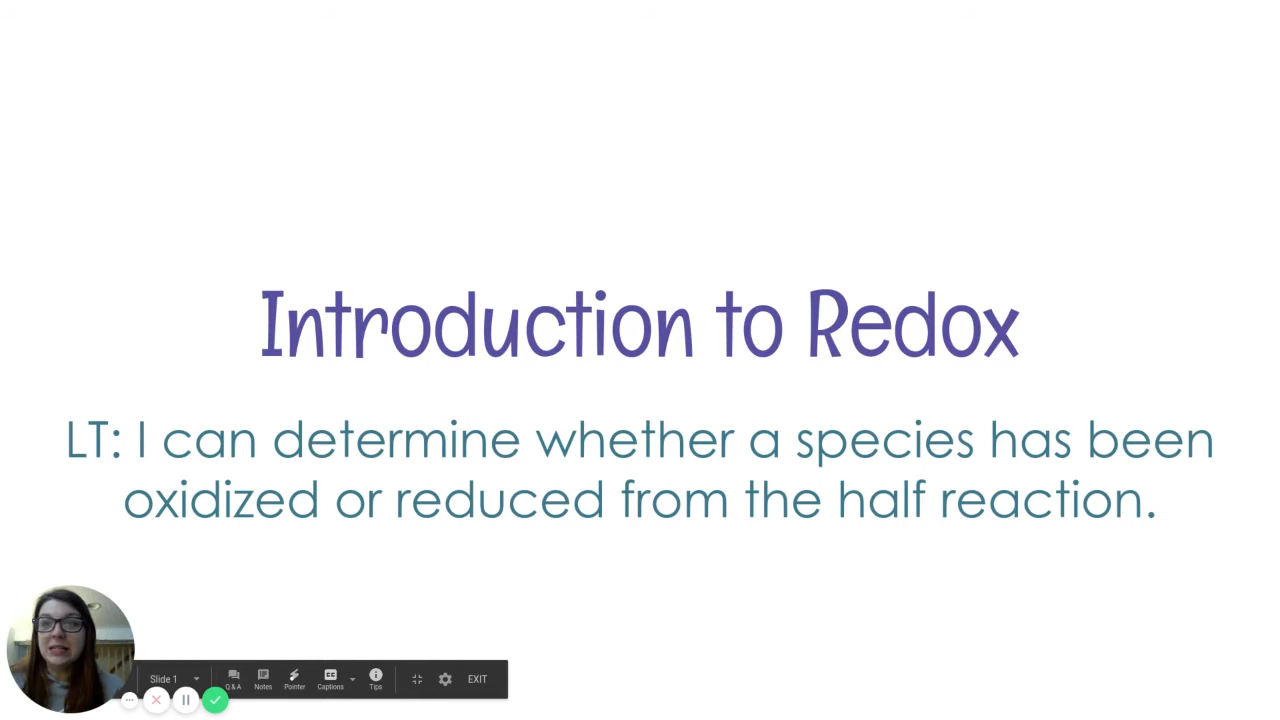 Introduction to Redox
LT: I can determine whether a species has been
oxidized or reduced from the half reaction.
Slide 1
Q & A
Notes
Pointer
CC
Captions
Tips
EXIT